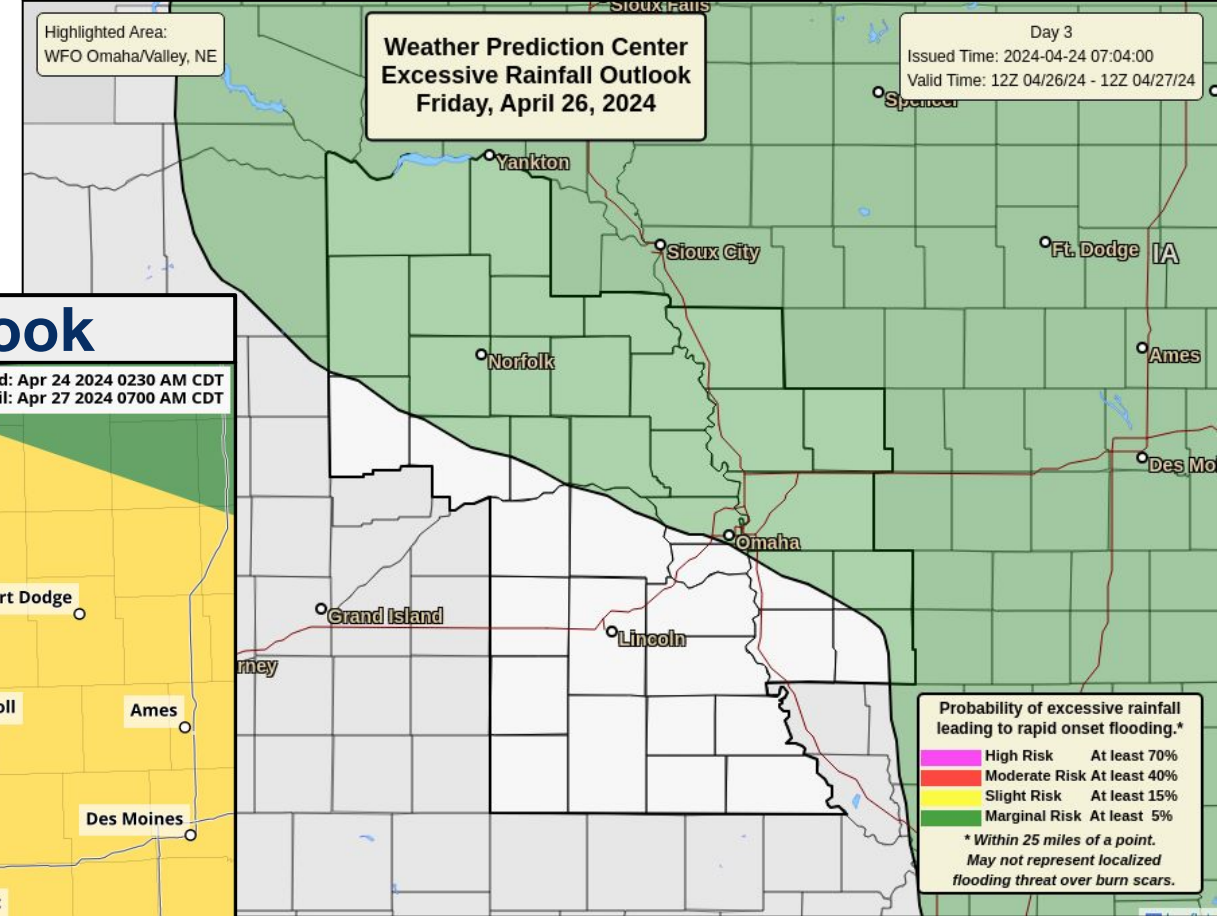 Sioux Falls
Highlighted Area:
WFO Omaha/Valley, NE
Weather Prediction Center
Excessive Rainfall Outlook
Friday, April 26, 2024
Day 3
Issued Time: 2024-04-24 07:04:00
Valid Time: 12Z 04/26/24 - 12Z 04/27/24
Spencer
Yankton
Sioux City
Ft. Dodge
IA
ook
d: Apr 24 2024 0230 AM CDT
il: Apr 27 2024 0700 AM CDT
Norfolk
Ames
Des Mo
Omaha
rt Dodge
Grand Island
Lincoln
rney
oll
Ames
Des Moines
Probability of excessive rainfall
leading to rapid onset flooding.*
High Risk At least 70%
Moderate Risk At least 40%
Slight Risk At least 15%
Marginal Risk At least 5%
* Within 25 miles of a point.
May not represent localized
flooding threat over burn scars.